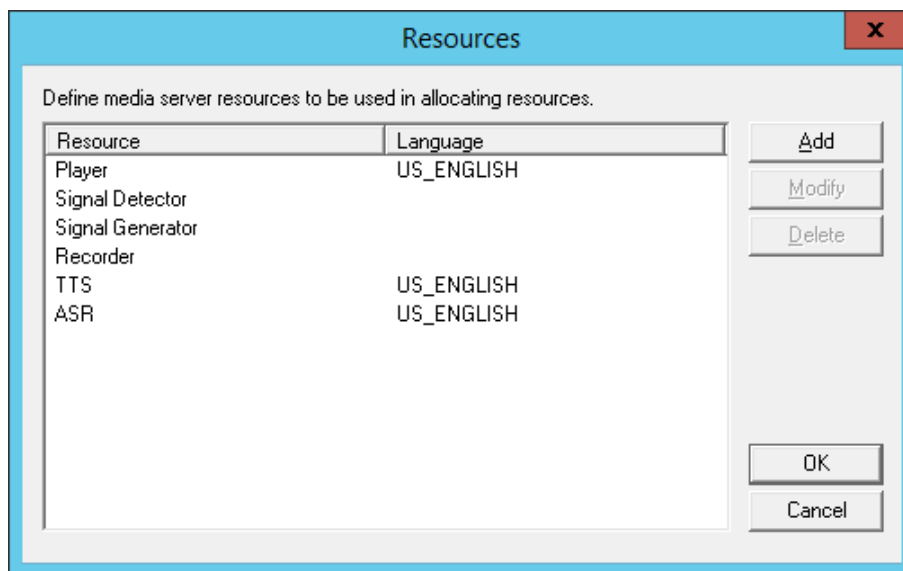 Resources
X
Define media server resources to be used in allocating resources.
Resource Language
Player US_ENGLISH
Signal Detector
Signal Generator
Recorder
TTS US_ENGLISH
ASR US_ENGLISH
Add
Modify
Delete
OK
Cancel